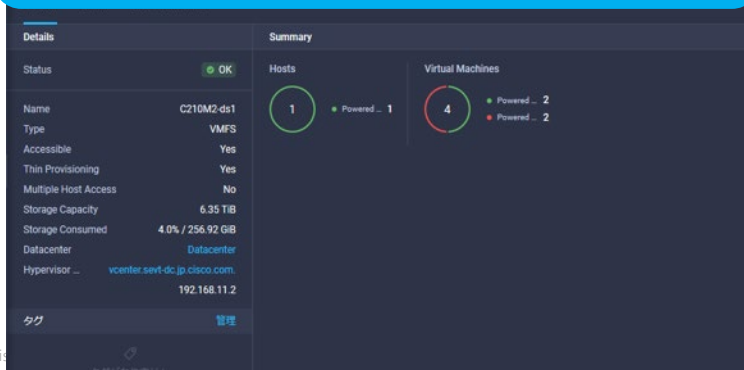 Details
Status OK
Name C210M2-ds1
Type VMFS
Accessible Yes
Thin Provisioning Yes
Multiple Host Access No
Storage Capacity 6.35 TiB
Storage Consumed 4.0% / 256.92 GiB
Datacenter Datacenter
Hypervisor ... vcenter.sevt-dc.jp.cisco.com.
192.168.11.2
タグ 管理
Summary
Hosts
1
Powered ... 1
Virtual Machines
4
Powered ... 2
Powered ... 2